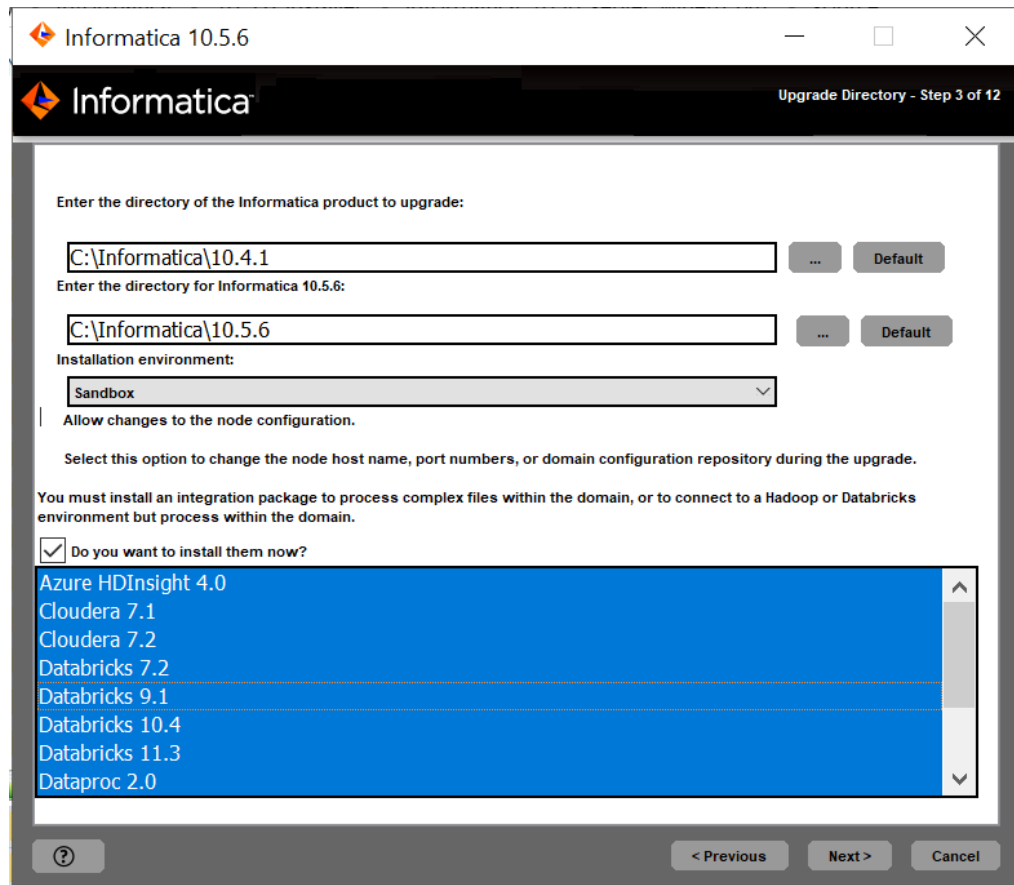 Informatica 10.5.6
Informatica
Upgrade Directory - Step 3 of 12
Enter the directory of the Informatica product to upgrade:
C:\Informatica\10.4.1
...
Default
Enter the directory for Informatica 10.5.6:
C:\Informatica\10.5.6
...
Default
Installation environment:
Sandbox
Allow changes to the node configuration.
Select this option to change the node host name, port numbers, or domain configuration repository during the upgrade.
You must install an integration package to process complex files within the domain, or to connect to a Hadoop or Databricks
environment but process within the domain.
Do you want to install them now?
Azure HDInsight 4.0
Cloudera 7.1
Cloudera 7.2
Databricks 7.2
Databricks 9.1
Databricks 10.4
Databricks 11.3
Dataproc 2.0
?
< Previous
Next >
Cancel